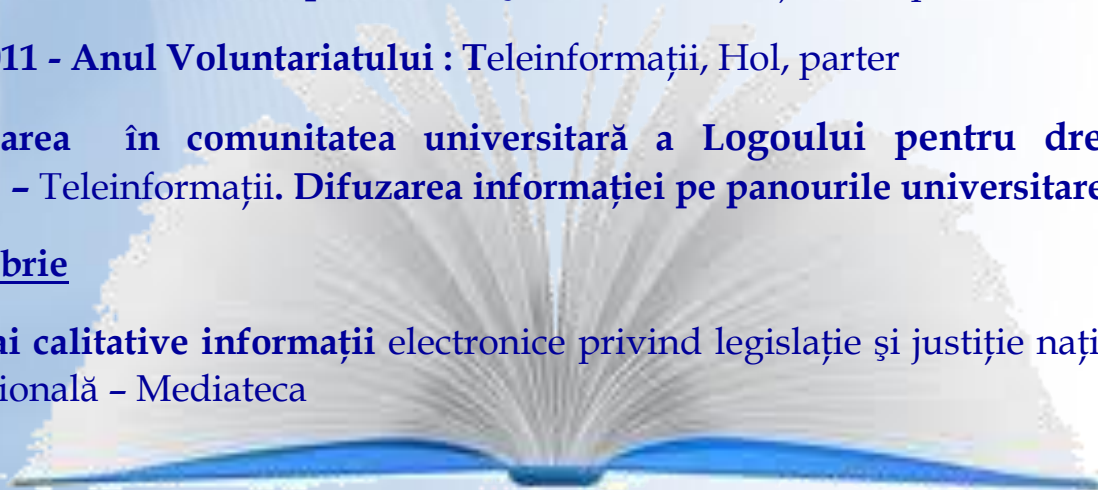 11 - Anul Voluntariatului : Teleinformații, Hol, parter
area în comunitatea universitară a Logoului pentru dre
– Teleinformații. Difuzarea informației pe panourile universitare
brie
ai calitative informații electronice privind legislație şi justiție nați
ională – Mediateca